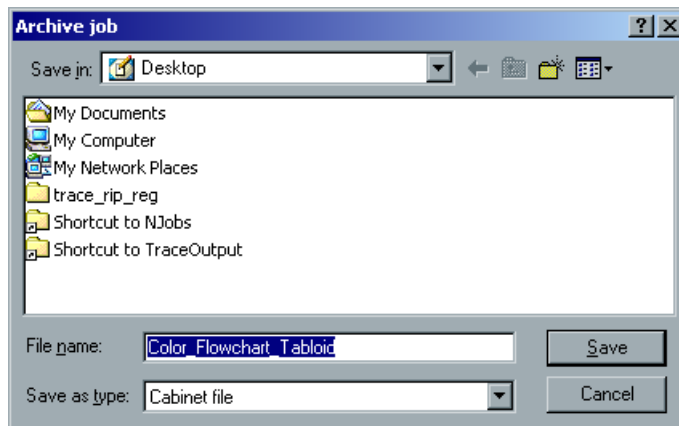 Archive job
Save in: Desktop
My Documents
My Computer
My Network Places
trace_rip_reg
Shortcut to NJobs
Shortcut to TraceOutput
File name: Color_Flowchart_Tabloid Save
Save as type: Cabinet file Cancel